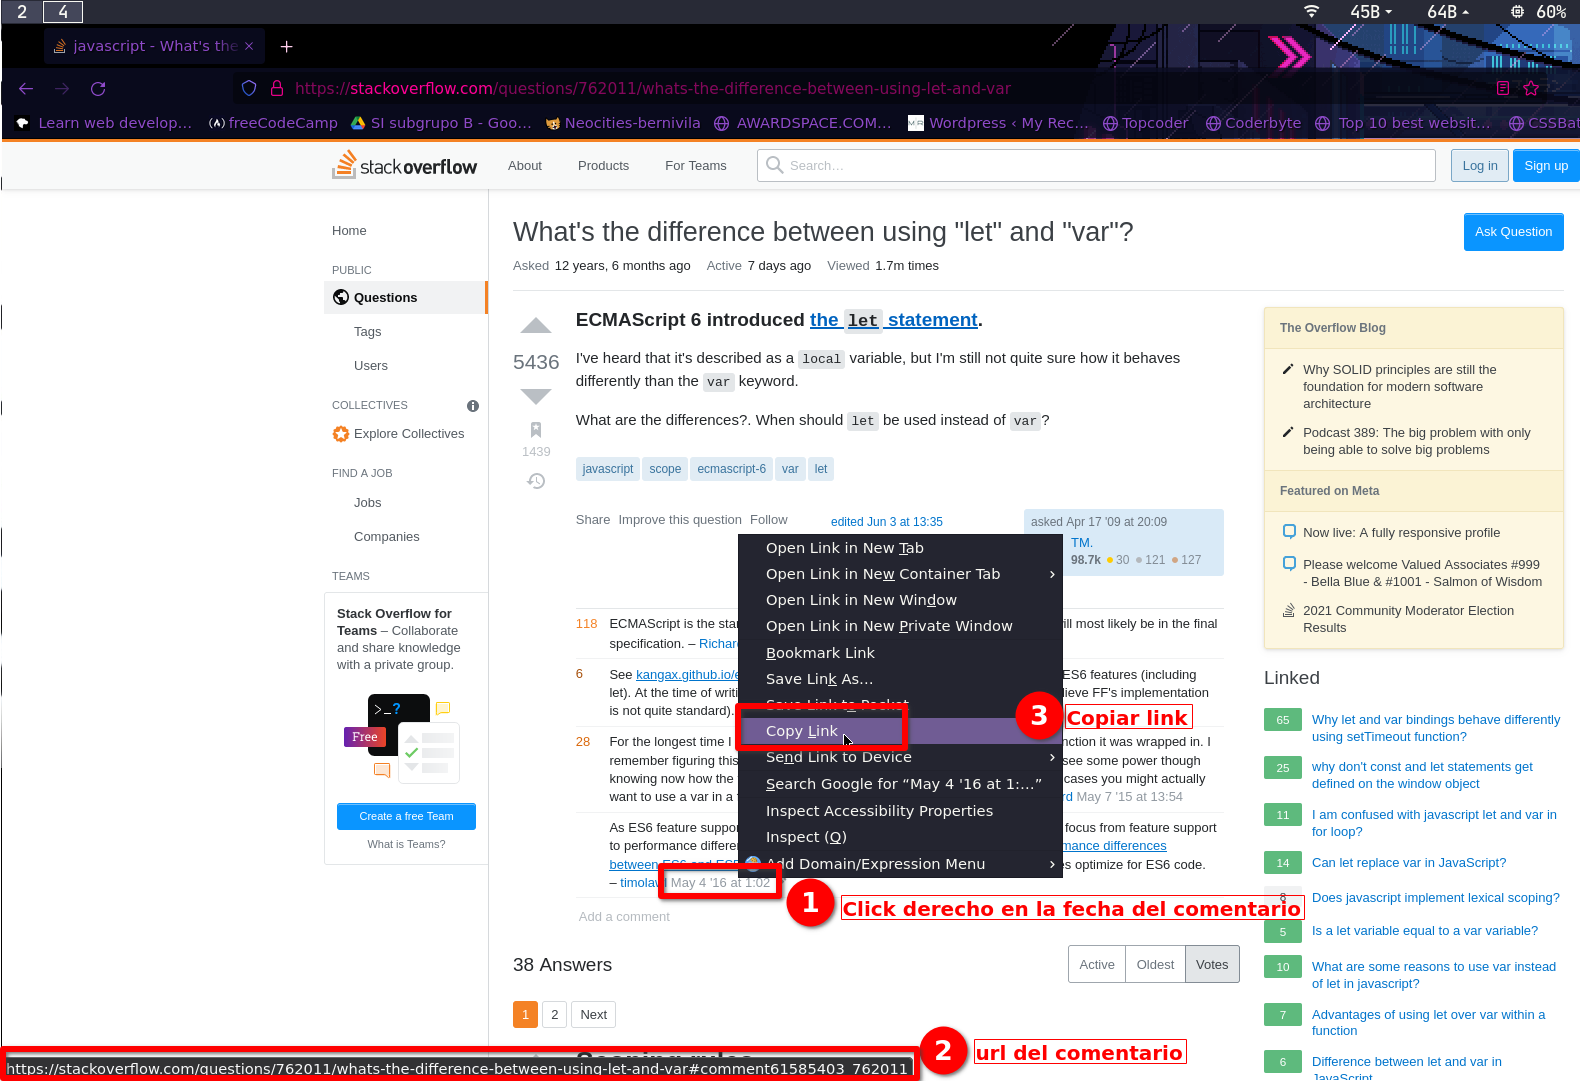 2 4 45B 64B 60%
javascript - What's the
https://stackoverflow.com/questions/762011/whats-the-difference-between-using-let-and-var
Learn web develop… freeCodeCamp SI subgrupo B - Goo… Neocities-bernivila AWARDSPACE.COM… Wordpress ‹ My Rec… Topcoder Coderbyte Top 10 best websit… CSSBat
stackoverflow About Products For Teams Search… Log in Sign up
Home
PUBLIC
Questions
Tags
Users
COLLECTIVES
Explore Collectives
FIND A JOB
Jobs
Companies
TEAMS
Stack Overflow for
Teams – Collaborate
and share knowledge
with a private group.
>_?
Free
Create a free Team
What is Teams?
What's the difference between using "let" and "var"?
Ask Question
Asked 12 years, 6 months ago Active 7 days ago Viewed 1.7m times
ECMAScript 6 introduced the let statement.
5436
1439
I've heard that it's described as a local variable, but I'm still not quite sure how it behaves
differently than the var keyword.
What are the differences?. When should let be used instead of var?
javascript scope ecmascript-6 var let
Share Improve this question Follow
edited Jun 3 at 13:35
asked Apr 17 '09 at 20:09
TM.
98.7k 30 121 127
118 ECMAScript is the sta
ill most likely be in the final
specification. – Richar
6 See kangax.github.io/e
ES6 features (including
let). At the time of writi
lieve FF's implementation
is not quite standard).
28 For the longest time I
nction it was wrapped in. I
remember figuring this
see some power though
knowing now how the
cases you might actually
want to use a var in a
rd May 7 '15 at 13:54
As ES6 feature suppor
focus from feature support
to performance differe
mance differences
between ES6 and ES5
s optimize for ES6 code.
– timolawl May 4 '16 at 1:02
Add a comment
Open Link in New Tab
Open Link in New Container Tab
Open Link in New Window
Open Link in New Private Window
Bookmark Link
Save Link As…
Save Link to Pocket
Copy Link
Send Link to Device
Search Google for “May 4 '16 at 1:…”
Inspect Accessibility Properties
Inspect (Q)
Add Domain/Expression Menu
3 Copiar link
1 Click derecho en la fecha del comentario
38 Answers
Active Oldest Votes
1 2 Next
Scoping rules
2 url del comentario
https://stackoverflow.com/questions/762011/whats-the-difference-between-using-let-and-var#comment61585403_762011
The Overflow Blog
Why SOLID principles are still the
foundation for modern software
architecture
Podcast 389: The big problem with only
being able to solve big problems
Featured on Meta
Now live: A fully responsive profile
Please welcome Valued Associates #999
- Bella Blue & #1001 - Salmon of Wisdom
2021 Community Moderator Election
Results
Linked
65 Why let and var bindings behave differently
using setTimeout function?
25 why don't const and let statements get
defined on the window object
11 I am confused with javascript let and var in
for loop?
14 Can let replace var in JavaScript?
8 Does javascript implement lexical scoping?
5 Is a let variable equal to a var variable?
10 What are some reasons to use var instead
of let in javascript?
7 Advantages of using let over var within a
function
6 Difference between let and var in
JavaScript